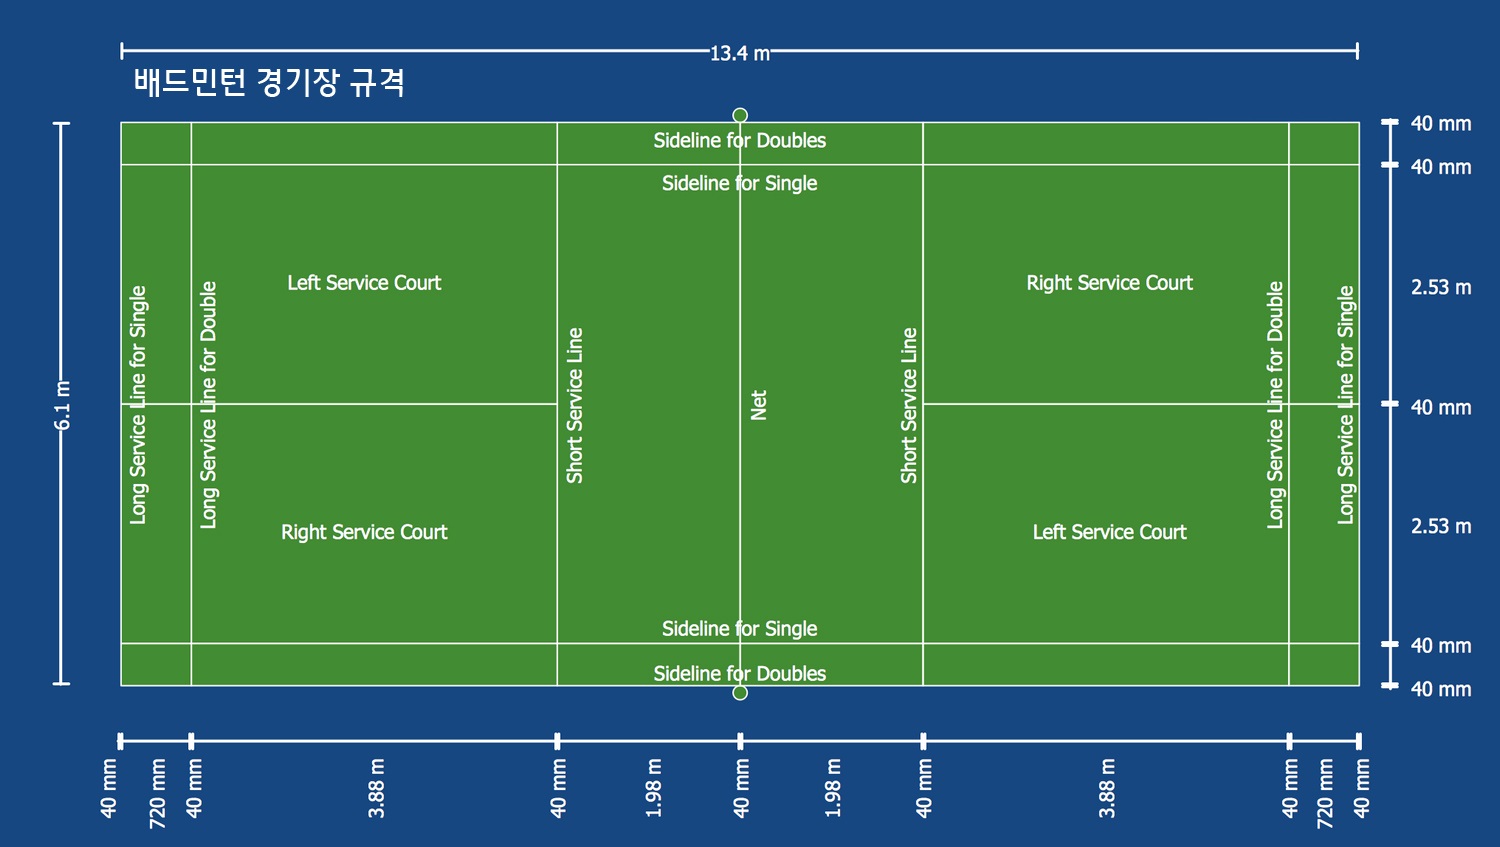 13.4 m
배드민턴 경기장 규격
40 mm
Sideline for Doubles
40 mm
Sideline for Single
Left Service Court
Right Service Court
2.53 m
6.1 m
Long Service Line for Single
Long Service Line for Double
Short Service Line
Net
Short Service Line
Long Service Line for Double
Long Service Line for Single
40 mm
Right Service Court
Left Service Court
2.53 m
Sideline for Single
40 mm
Sideline for Doubles
40 mm
40 mm
720 mm
40 mm
3.88 m
40 mm
1.98 m
40 mm
1.98 m
40 mm
3.88 m
40 mm
720 mm
40 mm